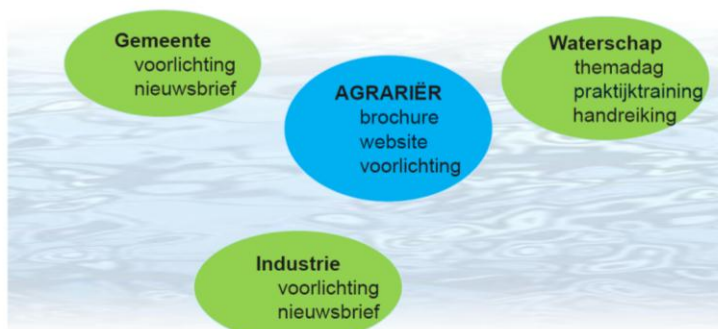 Gemeente
voorlichting
nieuwsbrief
AGRARIËR
brochure
website
voorlichting
Waterschap
themadag
praktijktraining
handreiking
Industrie
voorlichting
nieuwsbrief